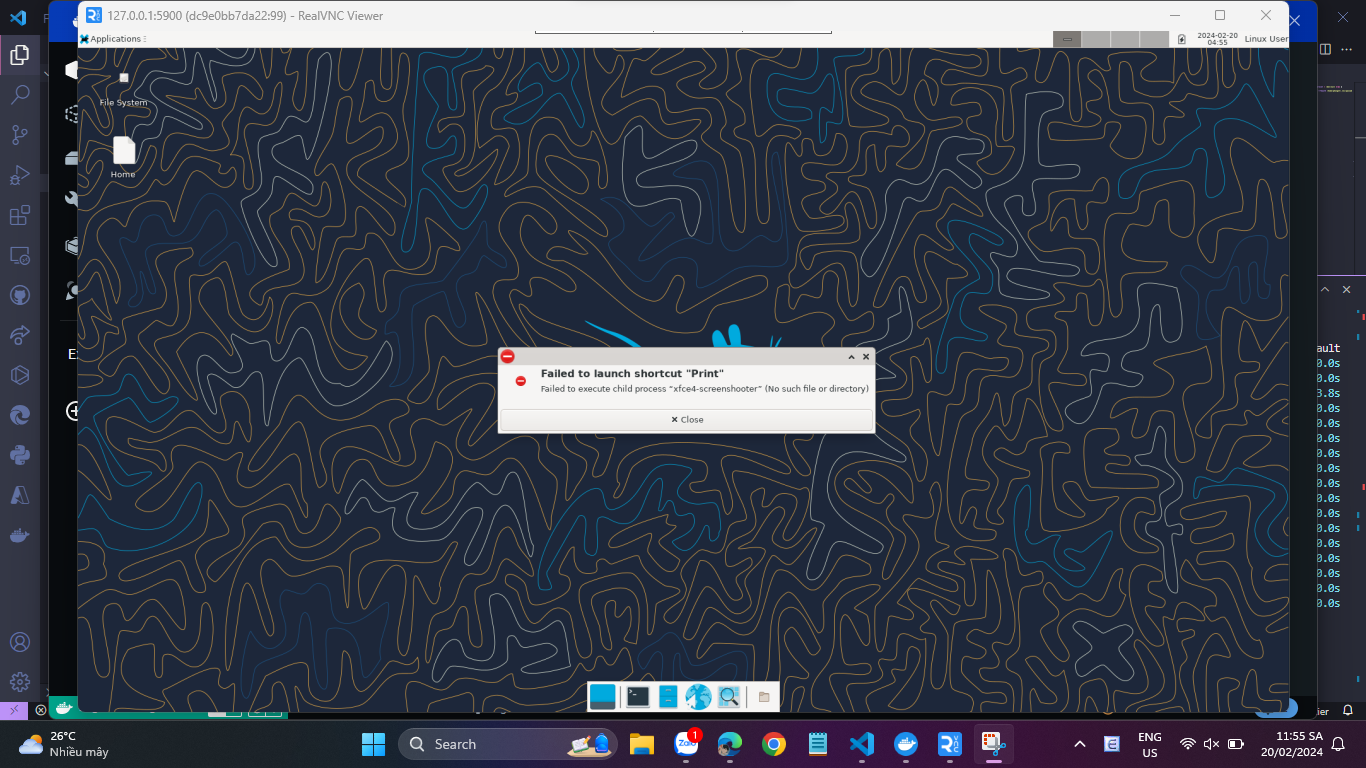 127.0.0.1:5900 (dc9e0bb7da22:99) - RealVNC Viewer
Applications
2024-02-20
04:55
Linux User
File System
Home
Failed to launch shortcut "Print"
Failed to execute child process “xfce4-screenshooter” (No such file or directory)
Close
ault
0.0s
0.0s
3.8s
0.0s
0.0s
0.0s
0.0s
0.0s
0.0s
0.0s
0.0s
0.0s
0.0s
0.0s
0.0s
0.0s
0.0s
26°C
Nhiều mây
Search
Zalo
1
ENG
US
11:55 SA
20/02/2024